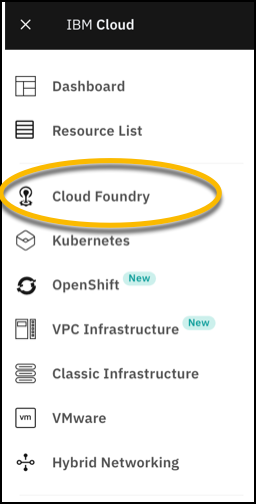 IBM Cloud
Dashboard
Resource List
Cloud Foundry
Kubernetes
OpenShift New
VPC Infrastructure New
Classic Infrastructure
vm VMware
Hybrid Networking